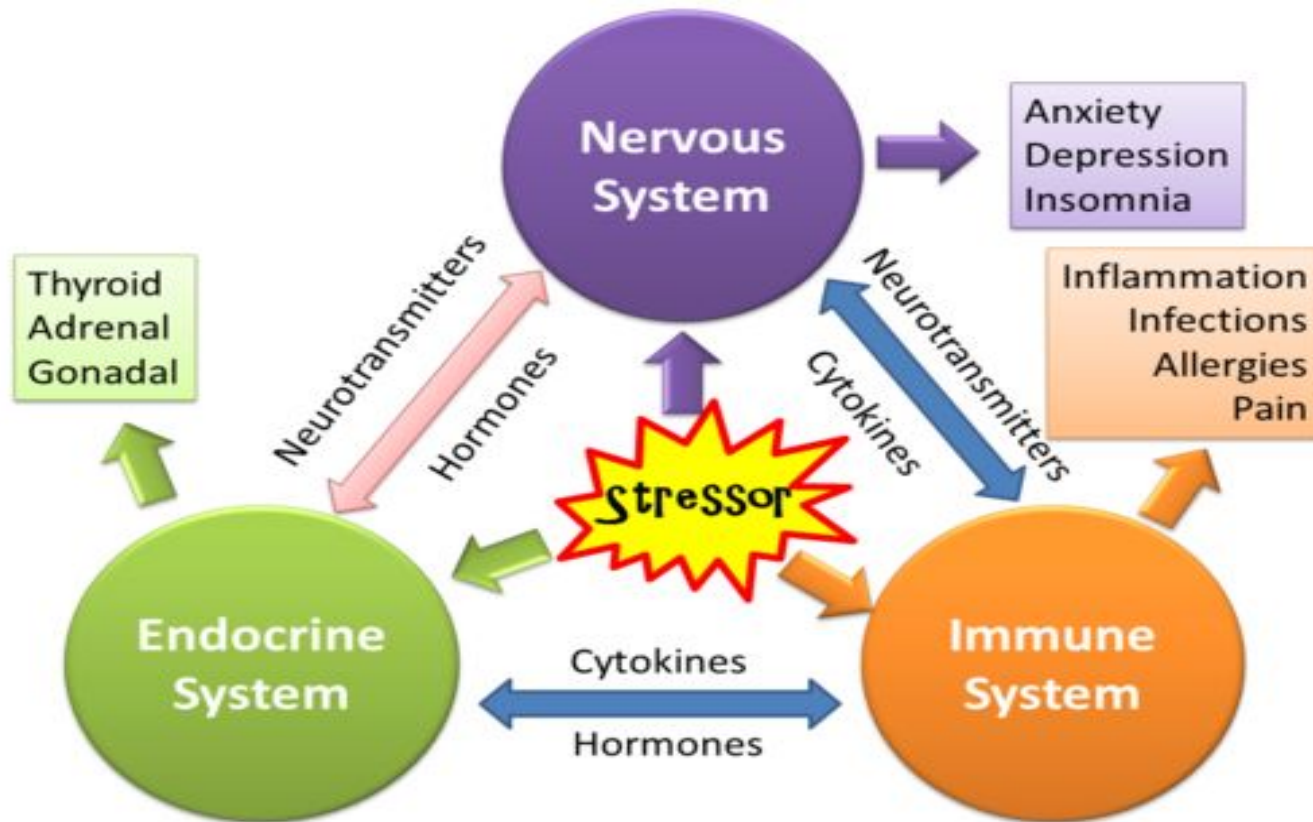 Nervous
System
Anxiety
Depression
Insomnia
Thyroid
Adrenal
Gonadal
Neurotransmitters
Hormones
Neurotransmitters
Cytokines
Inflammation
Infections
Allergies
Pain
Stressor
Endocrine
System
Cytokines
Hormones
Immune
System